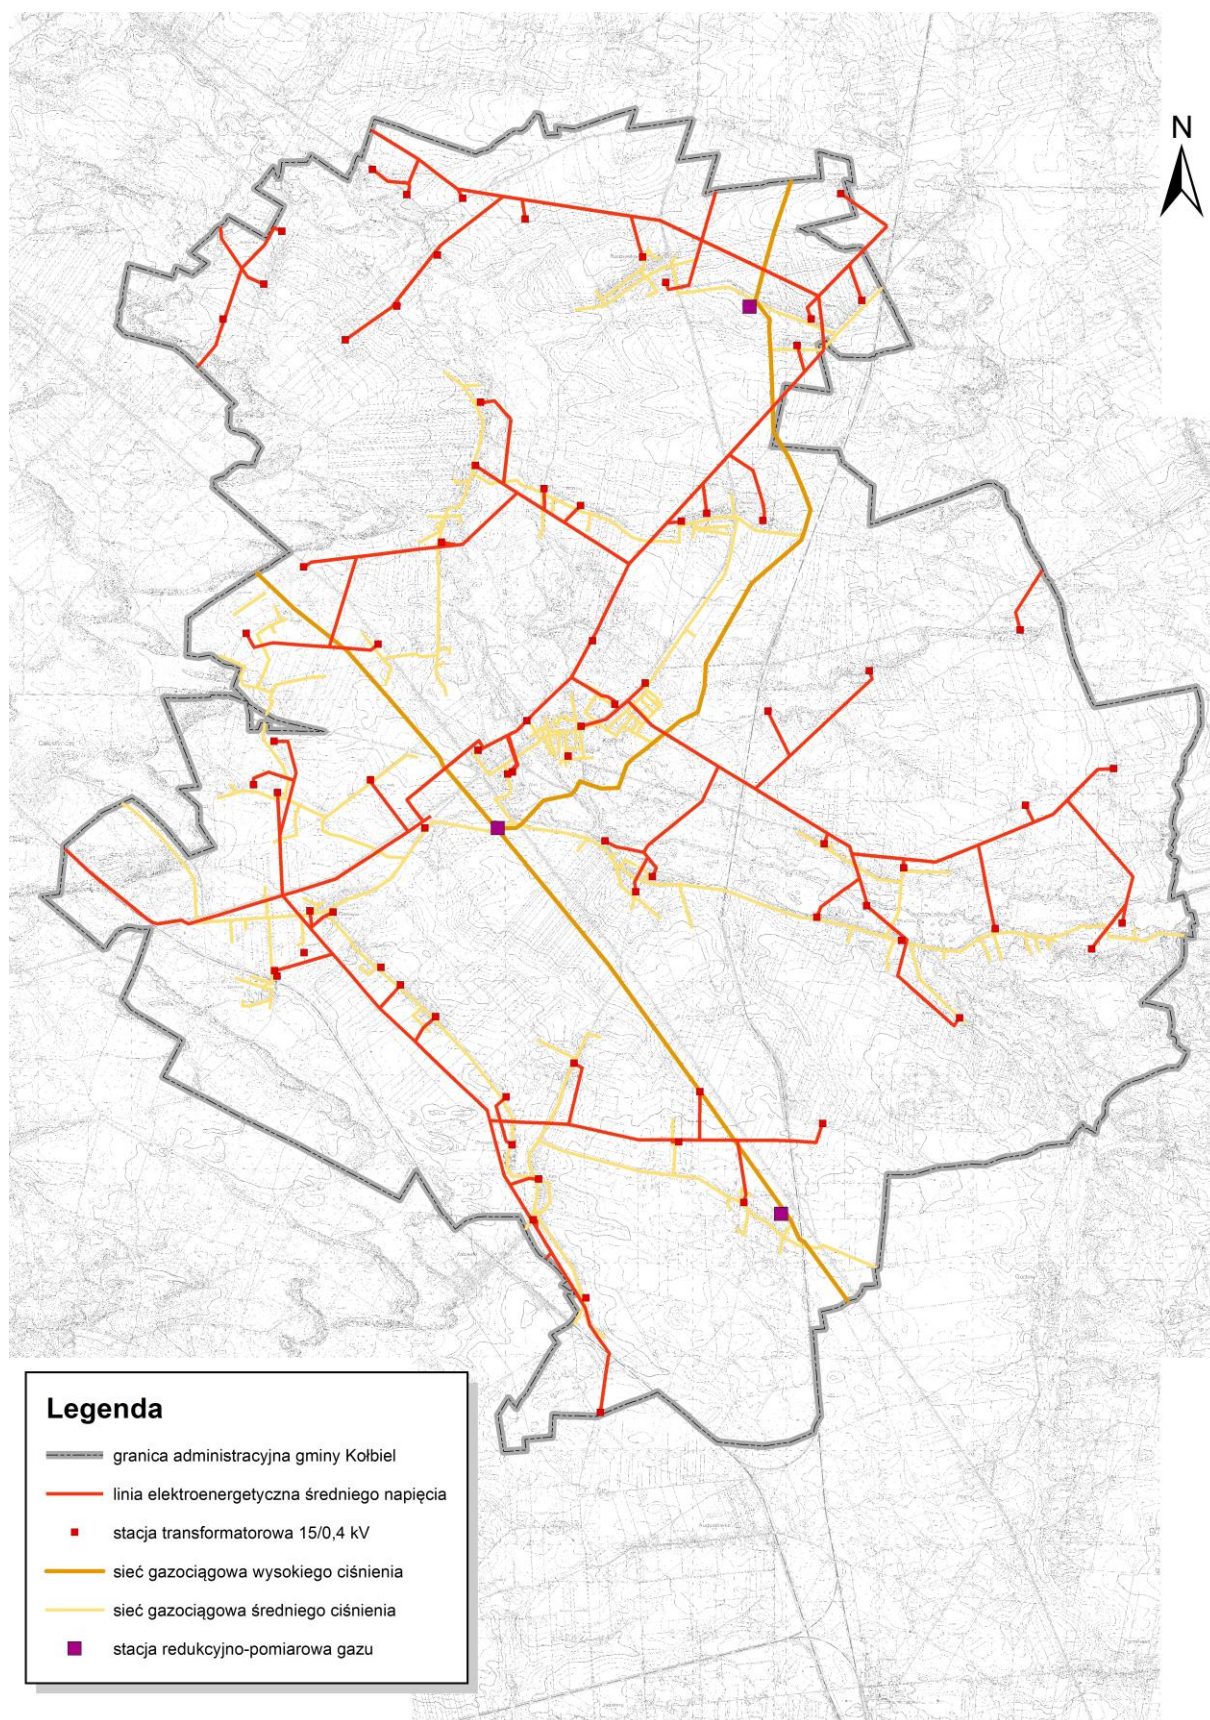 N
Legenda
granica administracyjna gminy Kołbiel
linia elektroenergetyczna średniego napięcia
stacja transformatorowa 15/0,4 kV
sieć gazociągowa wysokiego ciśnienia
sieć gazociągowa średniego ciśnienia
stacja redukcyjno-pomiarowa gazu